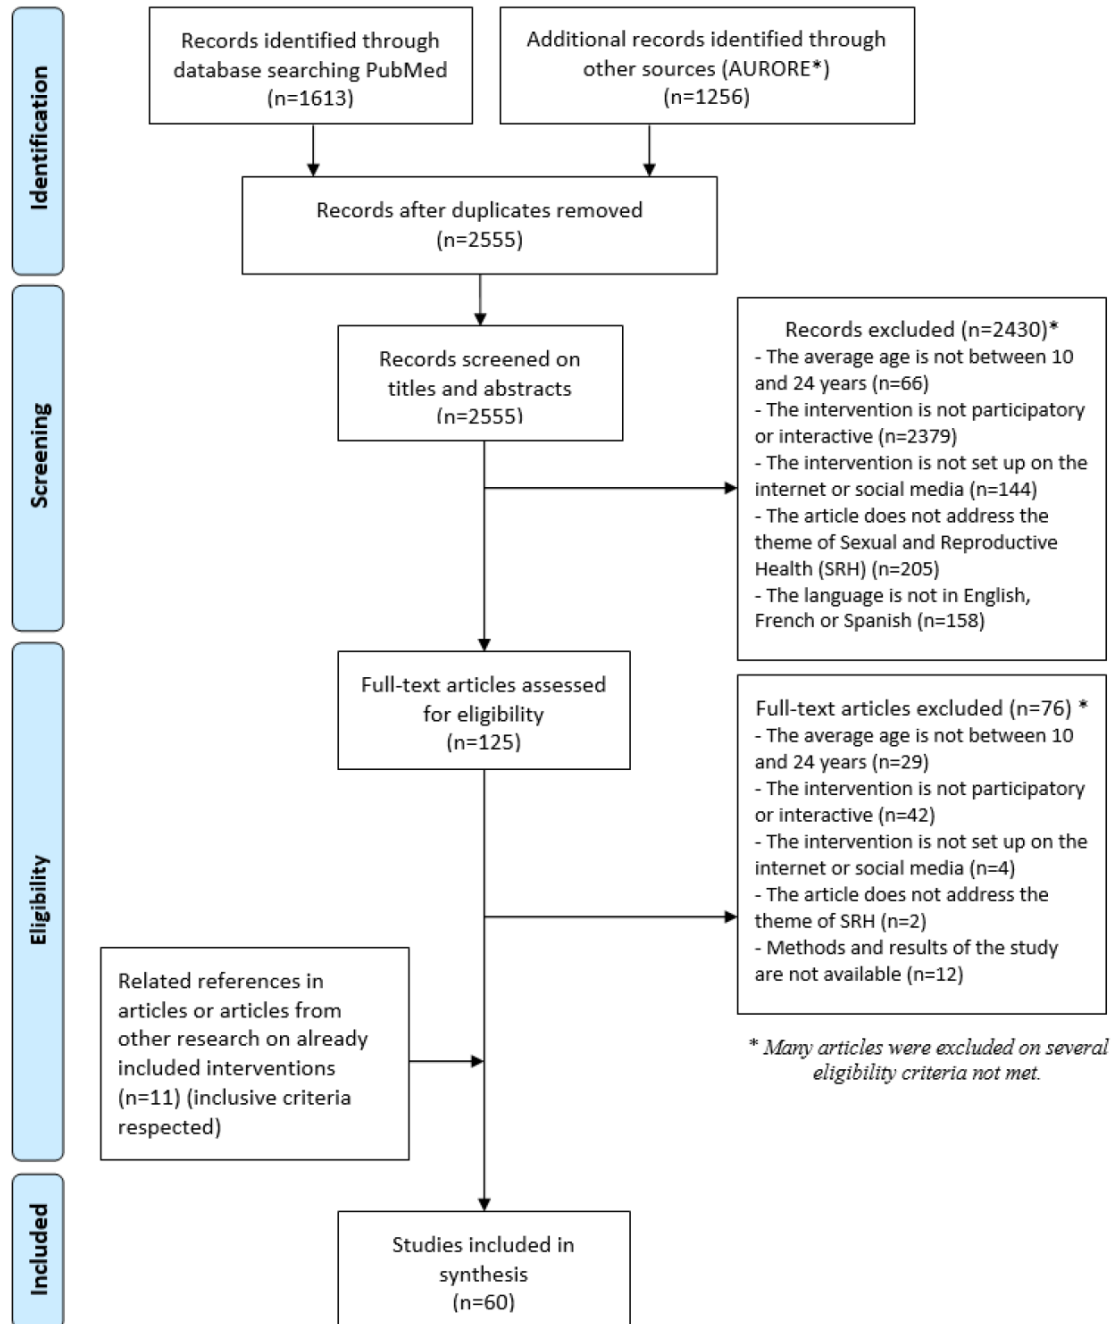 Identification
Records identified through
database searching PubMed
(n=1613)
Additional records identified through
other sources (AURORE*)
(n=1256)
Records after duplicates removed
(n=2555)
Screening
Records screened on
titles and abstracts
(n=2555)
Records excluded (n=2430)*
- The average age is not between 10
and 24 years (n=66)
- The intervention is not participatory
or interactive (n=2379)
- The intervention is not set up on the
internet or social media (n=144)
- The article does not address the
theme of Sexual and Reproductive
Health (SRH) (n=205)
- The language is not in English,
French or Spanish (n=158)
Eligibility
Full-text articles assessed
for eligibility
(n=125)
Full-text articles excluded (n=76) *
- The average age is not between 10
and 24 years (n=29)
- The intervention is not participatory
or interactive (n=42)
- The intervention is not set up on the
internet or social media (n=4)
- The article does not address the
theme of SRH (n=2)
- Methods and results of the study
are not available (n=12)
Related references in
articles or articles from
other research on already
included interventions
(n=11) (inclusive criteria
respected)
* Many articles were excluded on several
eligibility criteria not met.
Included
Studies included in
synthesis
(n=60)